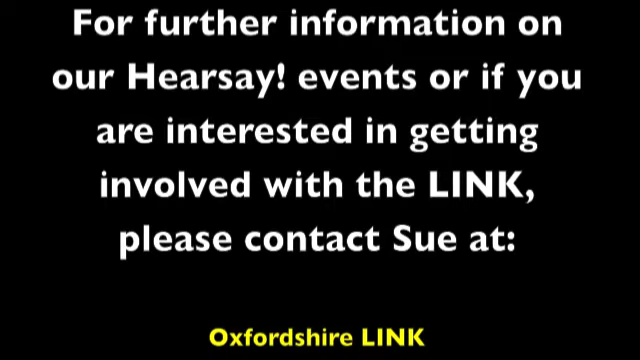 For further information on
our Hearsay! events or if you
are interested in getting
involved with the LINK,
please contact Sue at:
Oxfordshire LINK